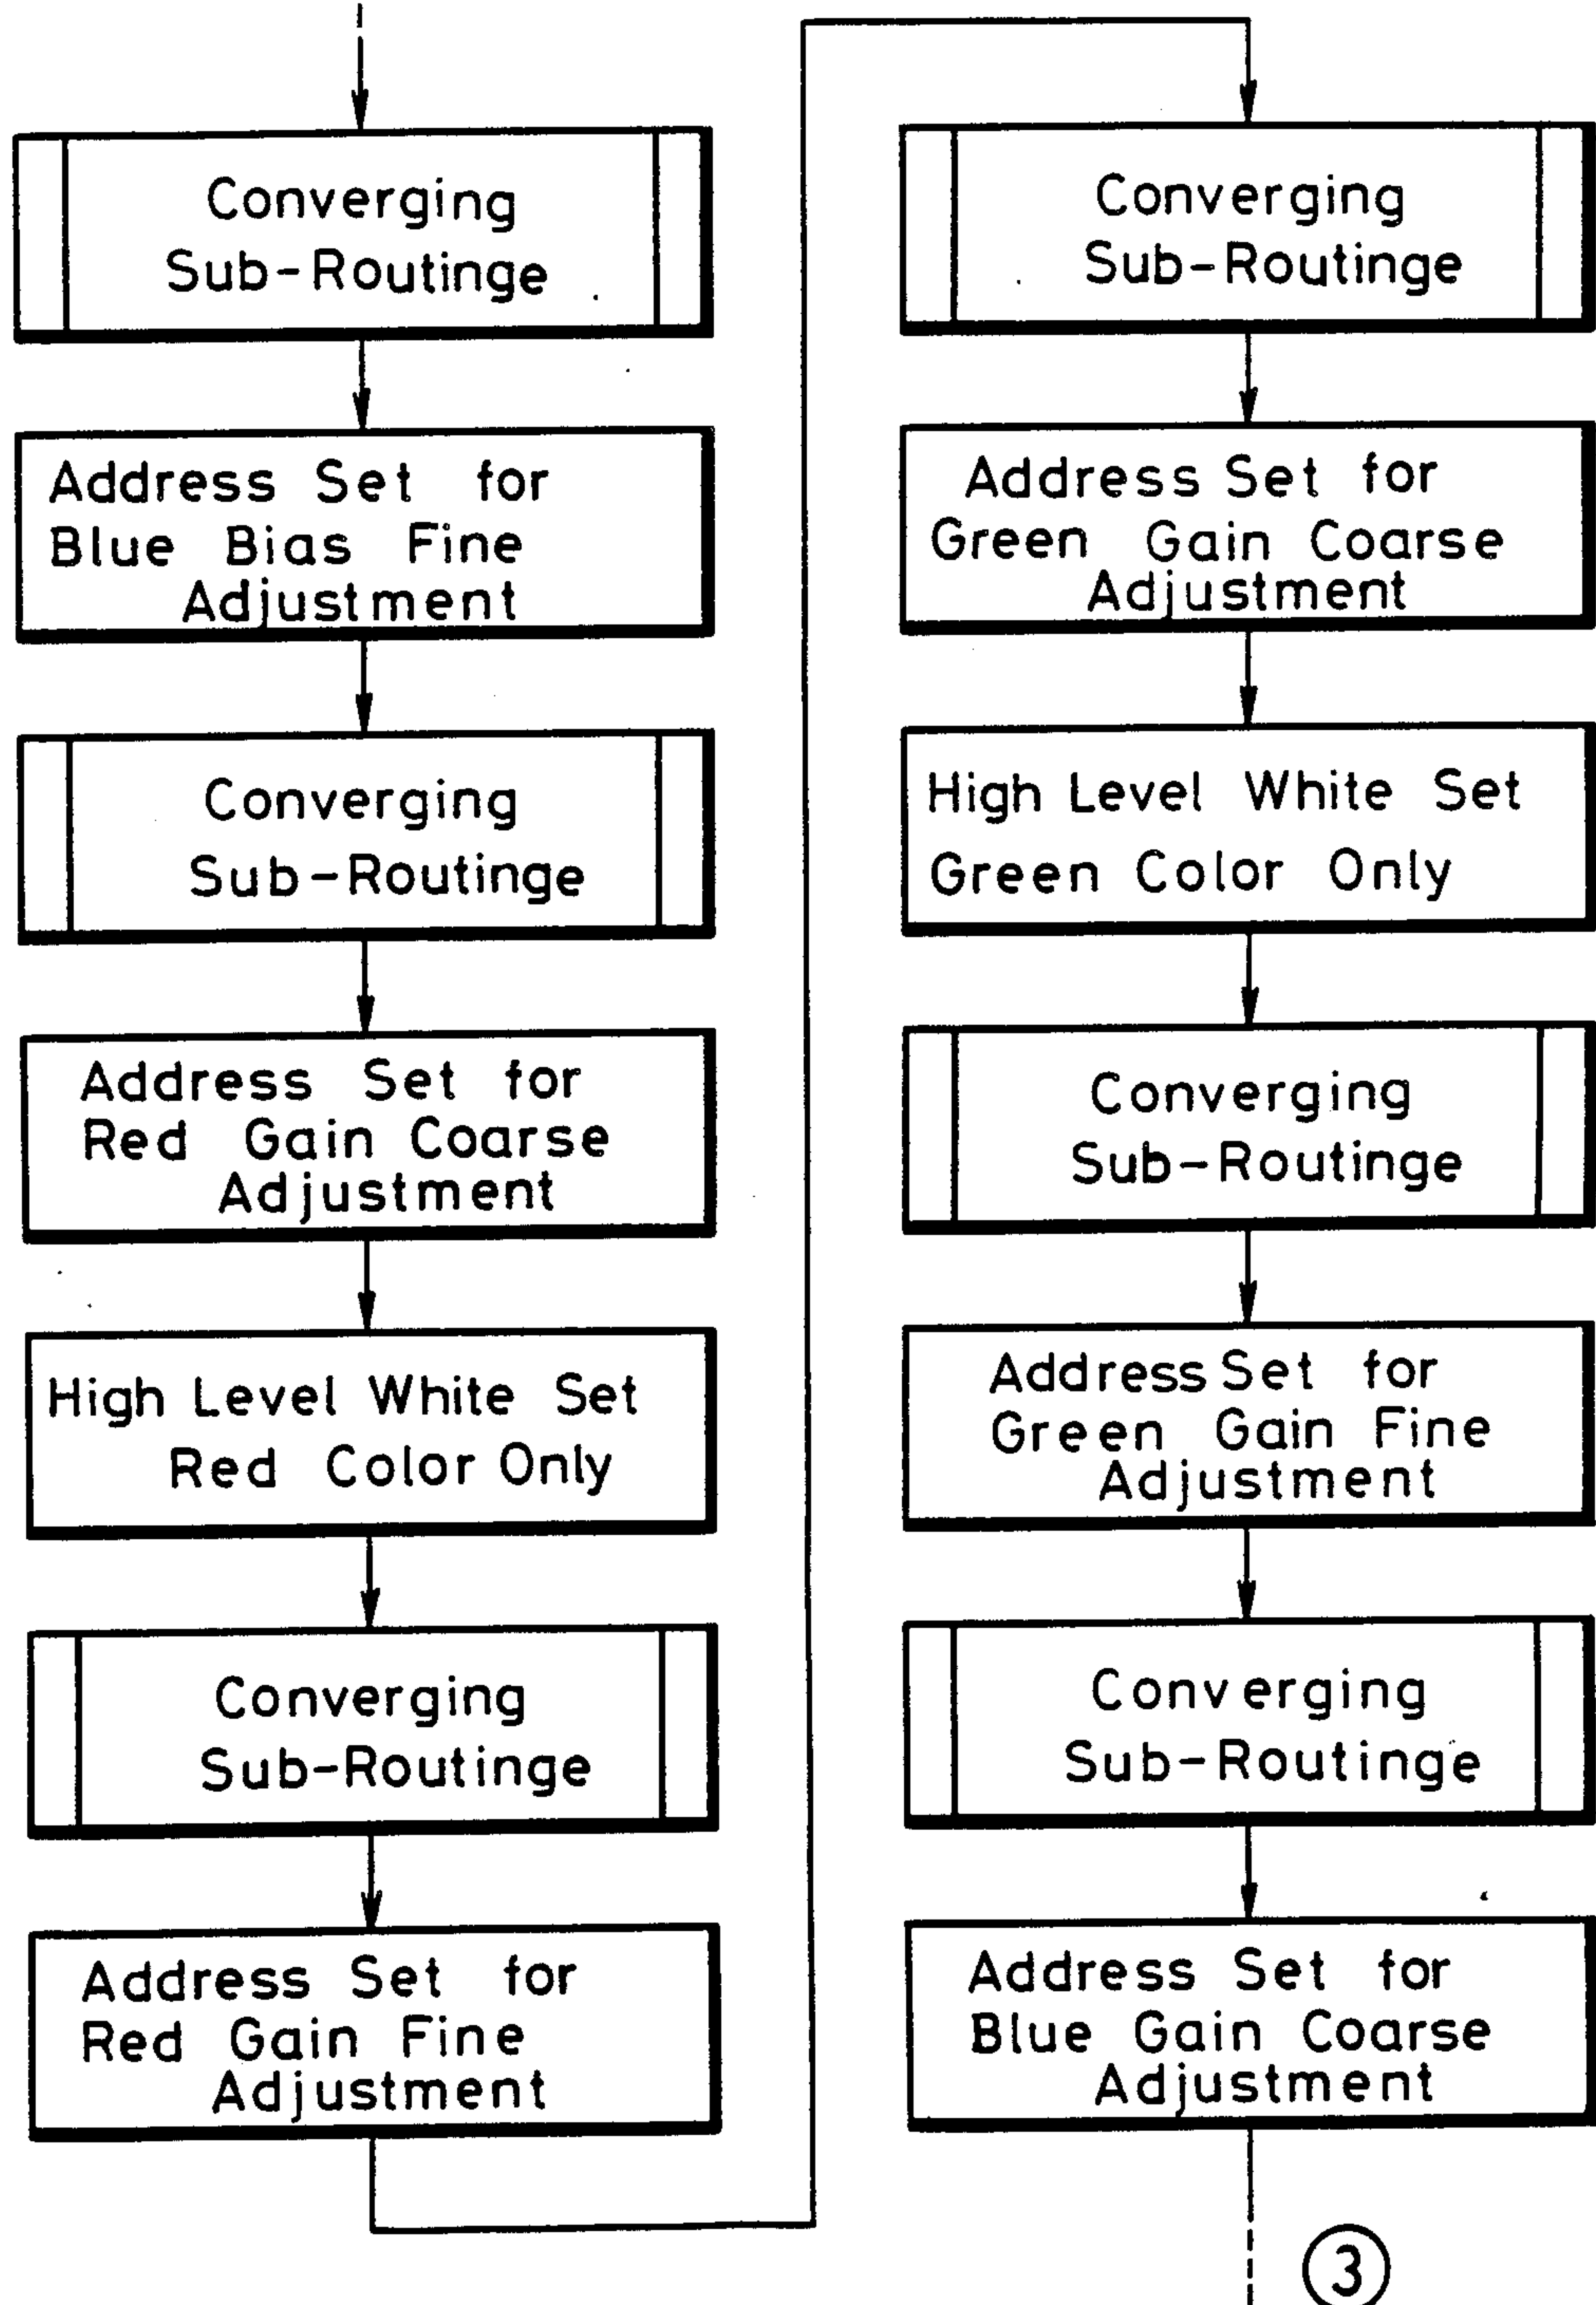 Converging
Sub-Routinge
Address Set for
Blue Bias Fine
Adjustment
Converging
Sub-Routinge
Address Set for
Red Gain Coarse
Adjustment
High Level White Set
Red Color Only
Converging
Sub-Routinge
Address Set for
Red Gain Fine
Adjustment
Converging
Sub-Routinge
Address Set for
Green Gain Coarse
Adjustment
High Level White Set
Green Color Only
Converging
Sub-Routinge
Address Set for
Green Gain Fine
Adjustment
Converging
Sub-Routinge
Address Set for
Blue Gain Coarse
Adjustment
3